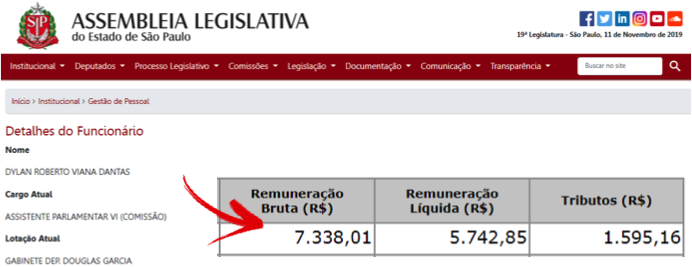 SP
ASSEMBLEIA LEGISLATIVA
do Estado de São Paulo
19ª Legislatura - São Paulo, 11 de Novembro de 2019
Institucional Deputados Processo Legislativo Comissões Legislação Documentação Comunicação Transparência Buscar no site
Início > Institucional > Gestão de Pessoal
Detalhes do Funcionário
Nome
DYLAN ROBERTO VIANA DANTAS
Cargo Atual
ASSISTENTE PARLAMENTAR VI (COMISSÃO)
Lotação Atual
GABINETE DEP. DOUGLAS GARCIA
Remuneração Bruta (R$) Remuneração Líquida (R$) Tributos (R$)
7.338,01 5.742,85 1.595,16